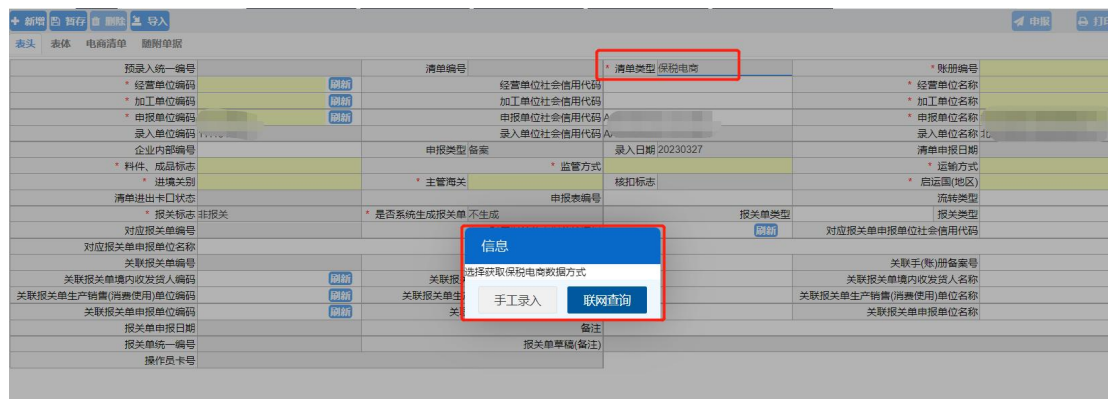 新增 暂存 删除 导入 申报 打印
表头 表体 电商清单 随附单据
预录入统一编号 清单编号 * 清单类型 保税电商 * 账册编号
* 经营单位编码 刷新 经营单位社会信用代码 * 经营单位名称
* 加工单位编码 刷新 加工单位社会信用代码 * 加工单位名称
* 申报单位编码 刷新 申报单位社会信用代码 * 申报单位名称
录入单位编码 录入单位社会信用代码 录入单位名称
企业内部编号 申报类型 备案 录入日期 20230327 清单申报日期
* 料件、成品标志 * 监管方式 * 运输方式
* 进境关别 * 主管海关 核扣标志 * 启运国(地区)
清单进出卡口状态 申报表编号 流转类型
* 报关标志 非报关 * 是否系统生成报关单 不生成 报关单类型 报关类型
对应报关单编号 刷新 对应报关单申报单位社会信用代码
对应报关单申报单位名称
关联报关单编号 关联手(账)册备案号
关联报关单境内收发货人编码 刷新 关联报 关联报关单境内收发货人名称
关联报关单生产销售(消费使用)单位编码 刷新 关联报关单生 关联报关单生产销售(消费使用)单位名称
关联报关单申报单位编码 刷新 关 关联报关单申报单位名称
报关单申报日期 备注
报关单统一编号 报关单草稿(备注)
操作员卡号
信息
选择获取保税电商数据方式
手工录入 联网查询